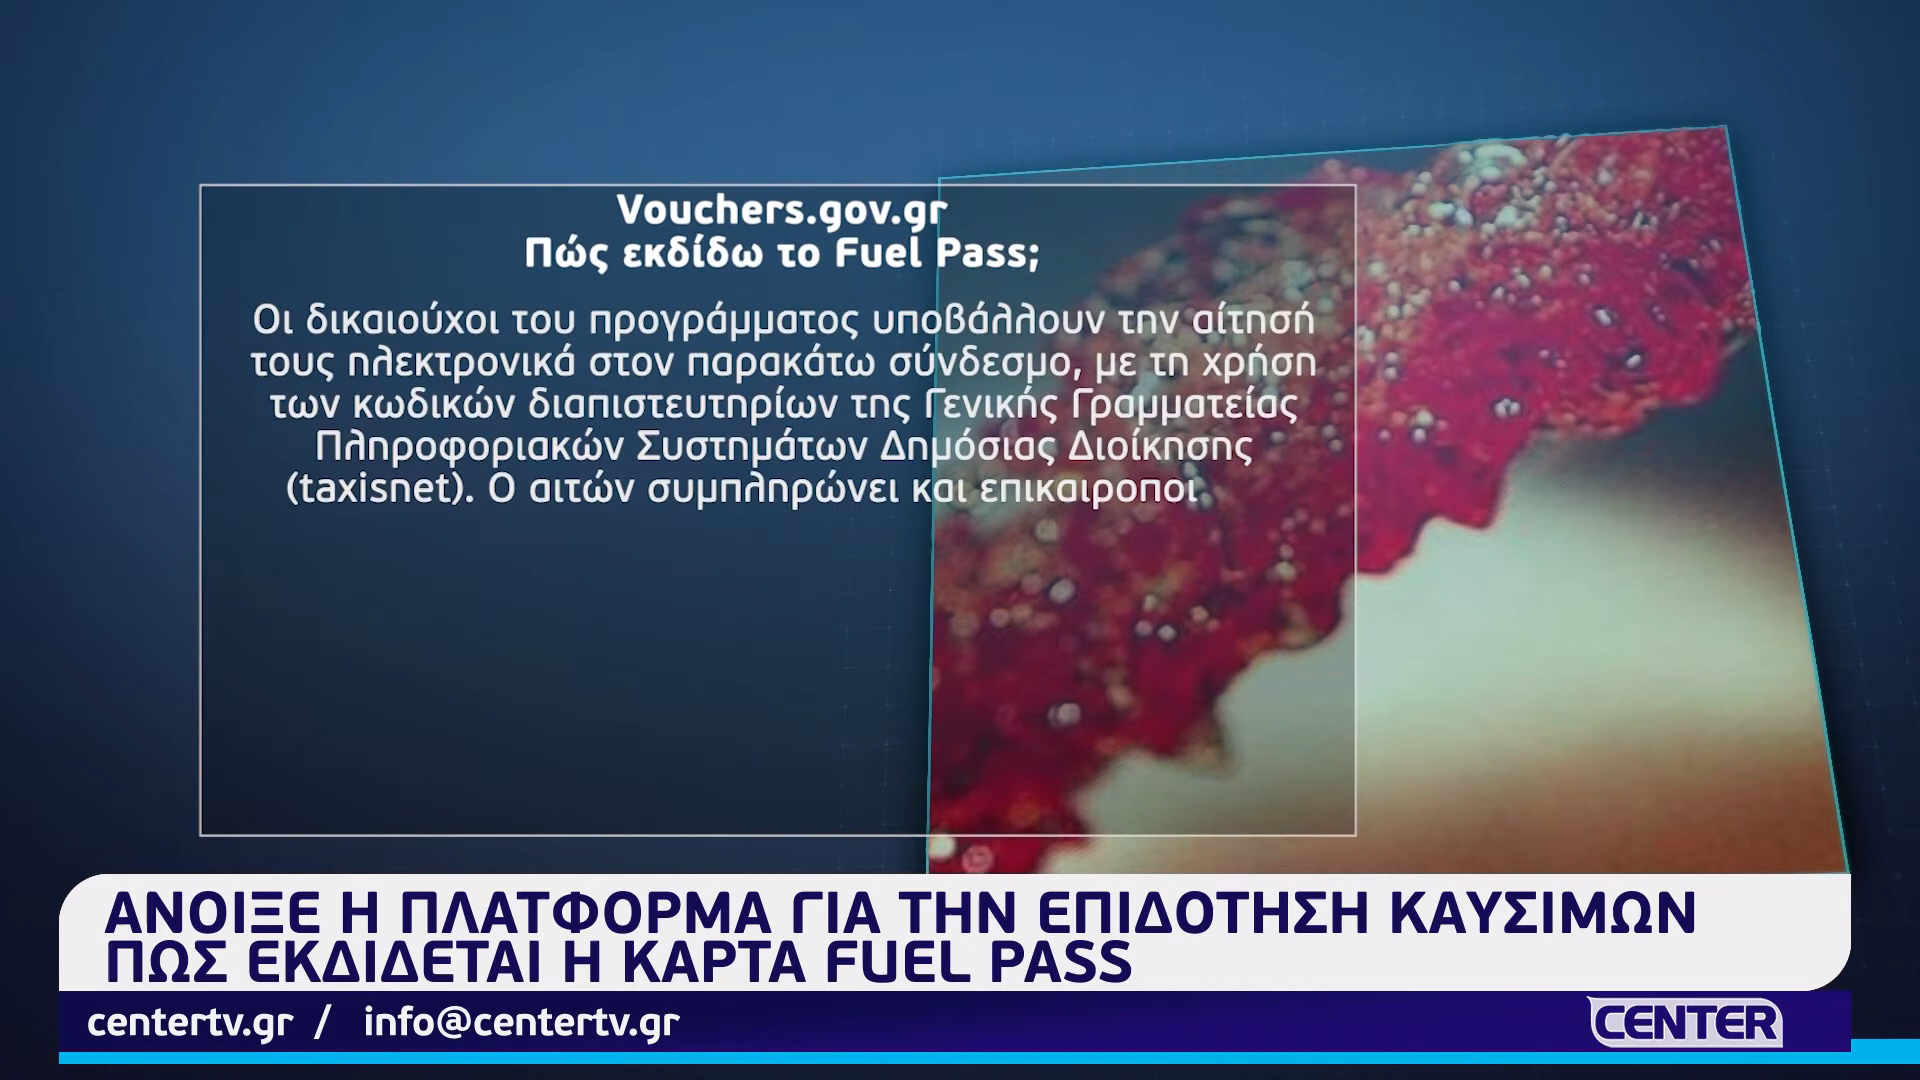 Vouchers.gov.gr
Πώς εκδίδω το Fuel Pass;
Οι δικαιούχοι του προγράμματος υποβάλλουν την αίτησή
τους ηλεκτρονικά στον παρακάτω σύνδεσμο, με τη χρήση
των κωδικών διαπιστευτηρίων της Γενικής Γραμματείας
Πληροφοριακών Συστημάτων Δημόσιας Διοίκησης
(taxisnet). Ο αιτών συμπληρώνει και επικαιροποι
ΑΝΟΙΞΕ Η ΠΛΑΤΦΟΡΜΑ ΓΙΑ ΤΗΝ ΕΠΙΔΟΤΗΣΗ ΚΑΥΣΙΜΩΝ
ΠΩΣ ΕΚΔΙΔΕΤΑΙ Η ΚΑΡΤΑ FUEL PASS
centertv.gr / info@centertv.gr
CENTER